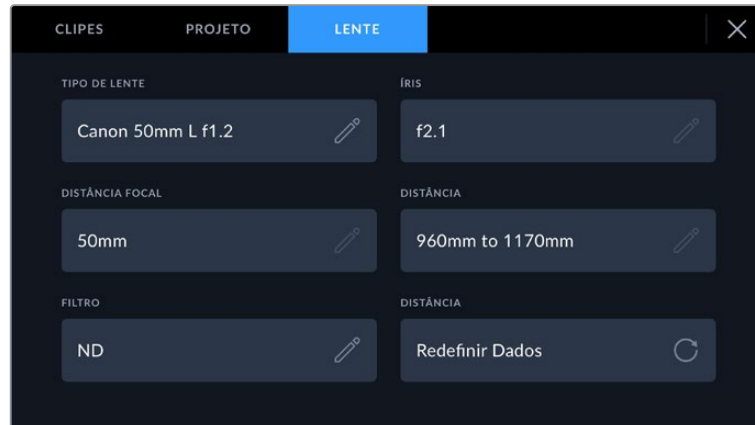 CLIPES PROJETO LENTE
TIPO DE LENTE
Canon 50mm L f1.2
ÍRIS
f2.1
DISTÂNCIA FOCAL
50mm
DISTÂNCIA
960mm to 1170mm
FILTRO
ND
DISTÂNCIA
Redefinir Dados